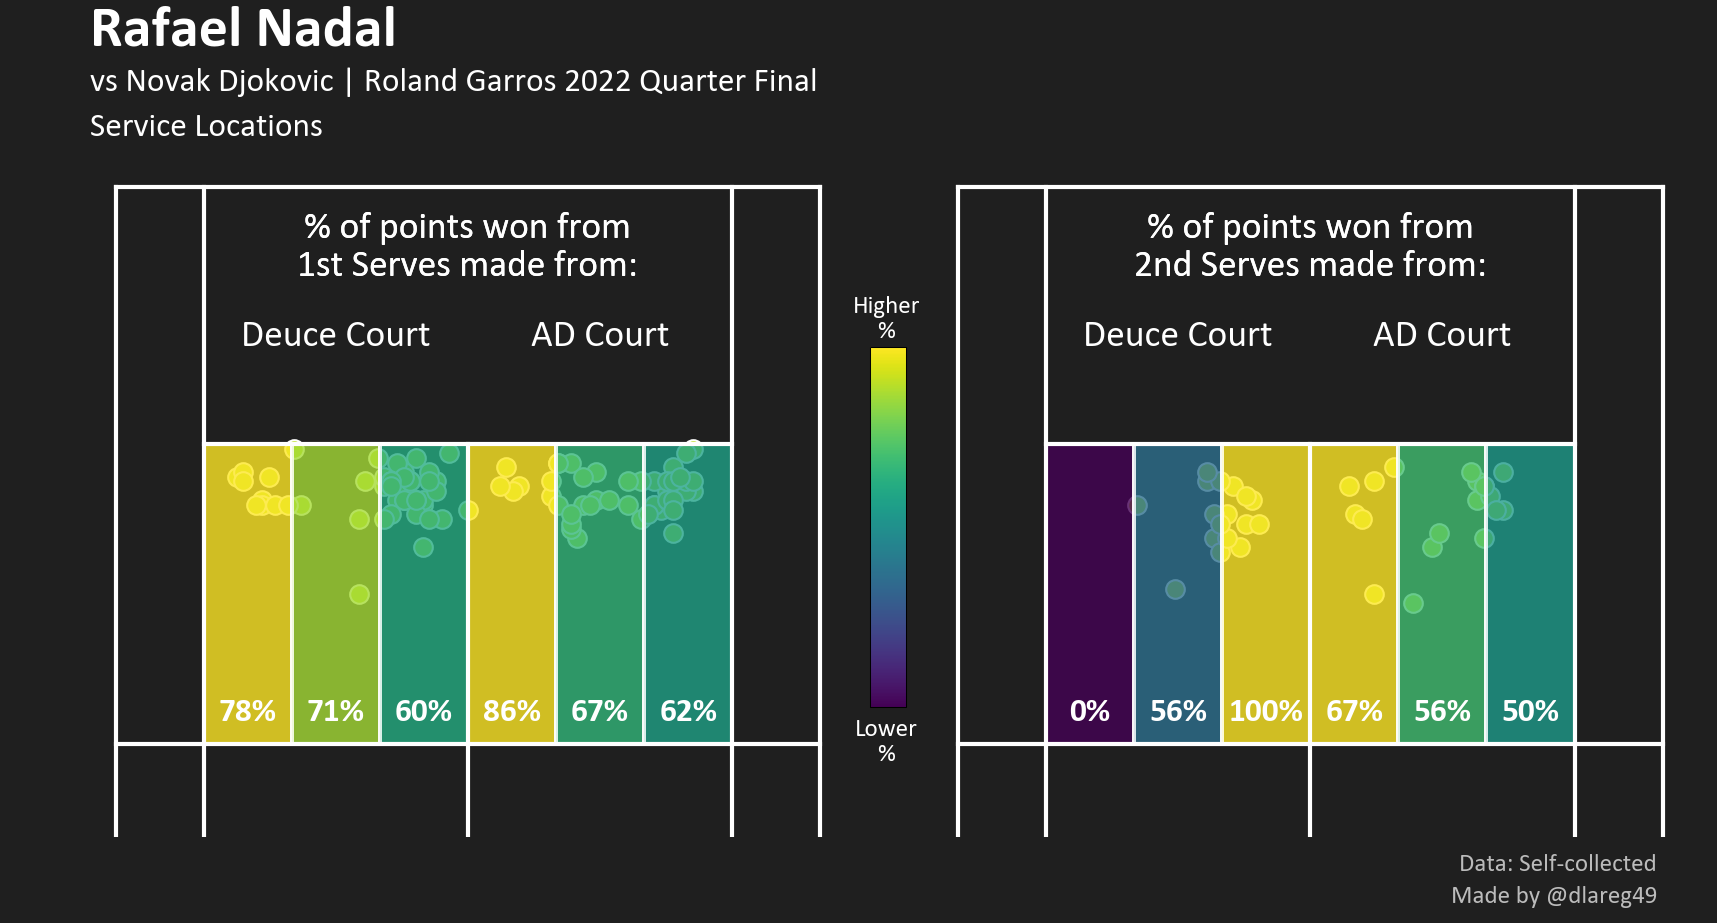 Rafael Nadal
vs Novak Djokovic | Roland Garros 2022 Quarter Final
Service Locations
% of points won from
1st Serves made from:
Deuce Court
AD Court
78%
71%
60%
86%
67%
62%
Higher
%
Lower
%
% of points won from
2nd Serves made from:
Deuce Court
AD Court
0%
56%
100%
67%
56%
50%
Data: Self-collected
Made by @dlareg49